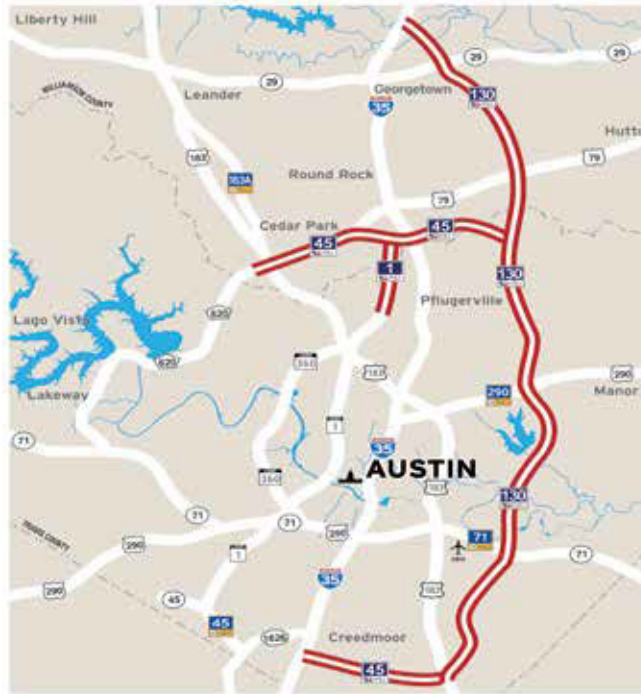 Liberty Hill
29
Leander
Georgetown
29
WILLIAMSON COUNTY
35
130
Hutto
183
183A
Round Rock
79
79
Cedar Park
45
45
1
130
Pflugerville
Lago Vista
620
620
360
183
290
Manor
290
Lakeway
1
71
35
AUSTIN
360
183
130
71
71
290
71
71
TRAVIS COUNTY
290
1
290
35
183
45
45
1626
Creedmoor
45